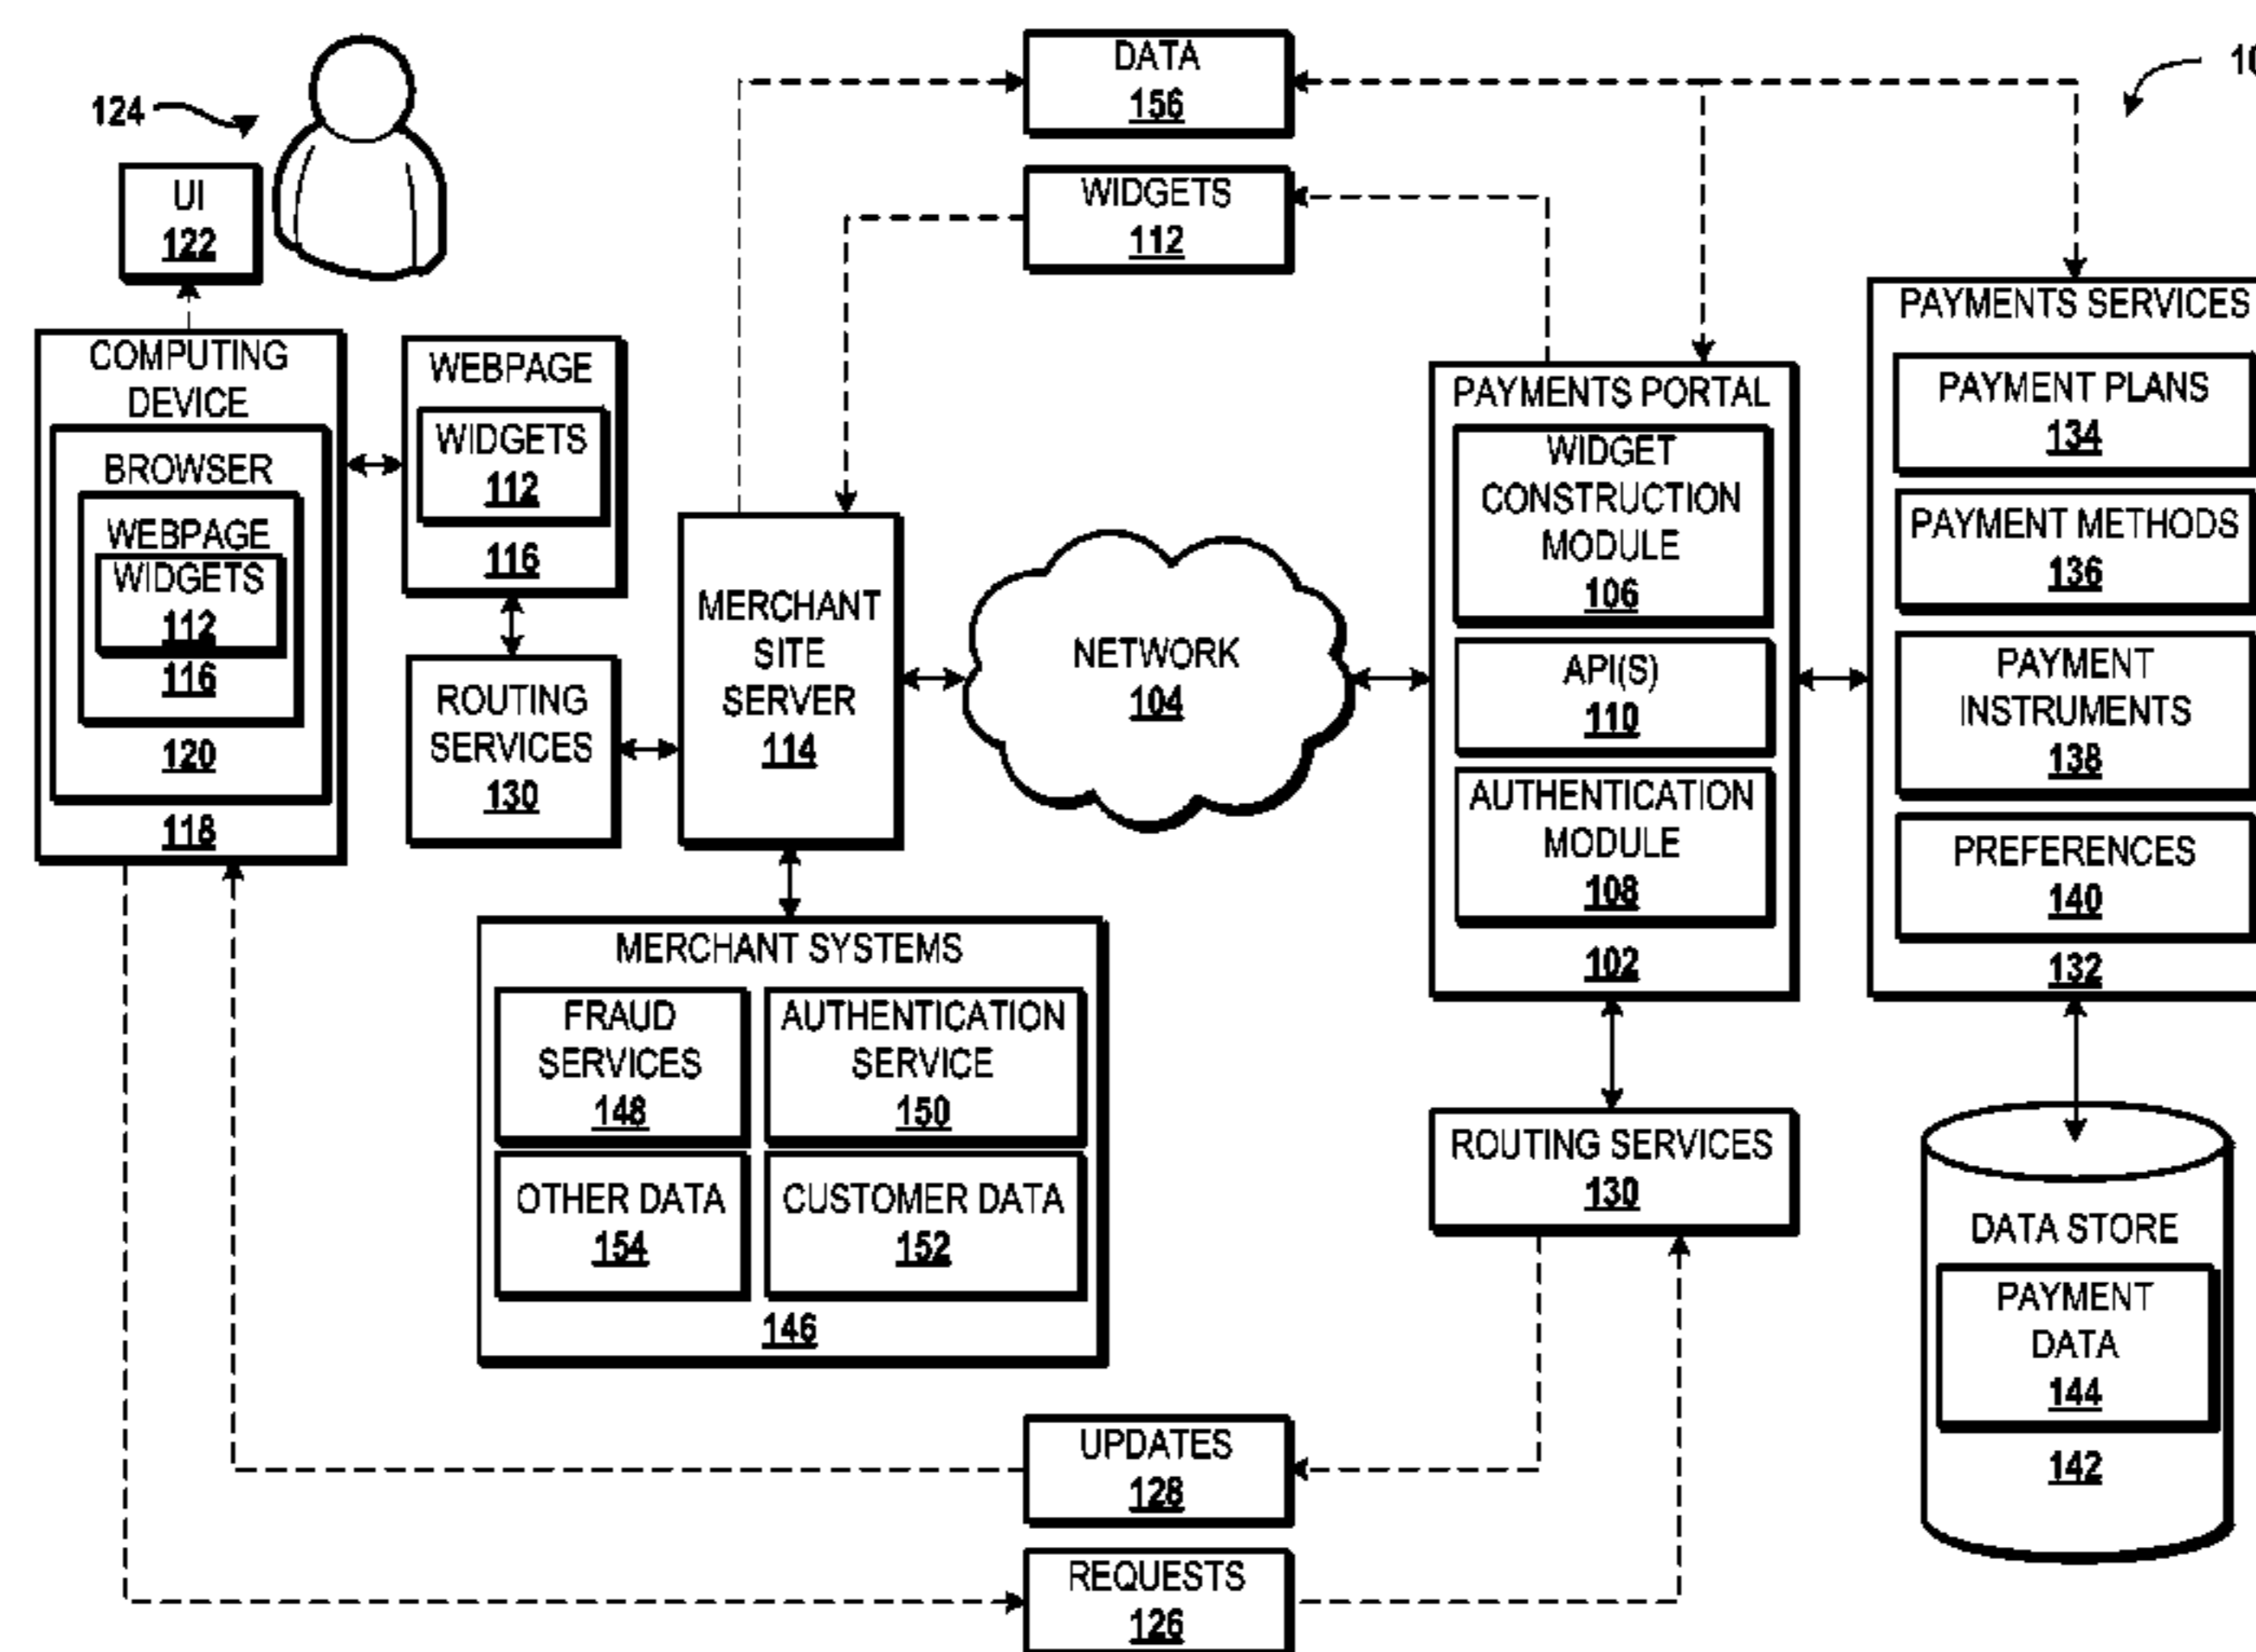 DATA
156
10
124
WIDGETS
112
UI
122
COMPUTING
DEVICE
BROWSER
WEBPAGE
WIDGETS
112
116
120
118
WEBPAGE
WIDGETS
112
116
ROUTING
SERVICES
130
MERCHANT
SITE
SERVER
114
NETWORK
104
PAYMENTS PORTAL
WIDGET
CONSTRUCTION
MODULE
106
API(S)
110
AUTHENTICATION
MODULE
108
102
PAYMENTS SERVICES
PAYMENT PLANS
134
PAYMENT METHODS
136
PAYMENT
INSTRUMENTS
138
PREFERENCES
140
132
MERCHANT SYSTEMS
FRAUD
SERVICES
148
AUTHENTICATION
SERVICE
150
OTHER DATA
154
CUSTOMER DATA
152
146
ROUTING SERVICES
130
DATA STORE
PAYMENT
DATA
144
142
UPDATES
128
REQUESTS
126